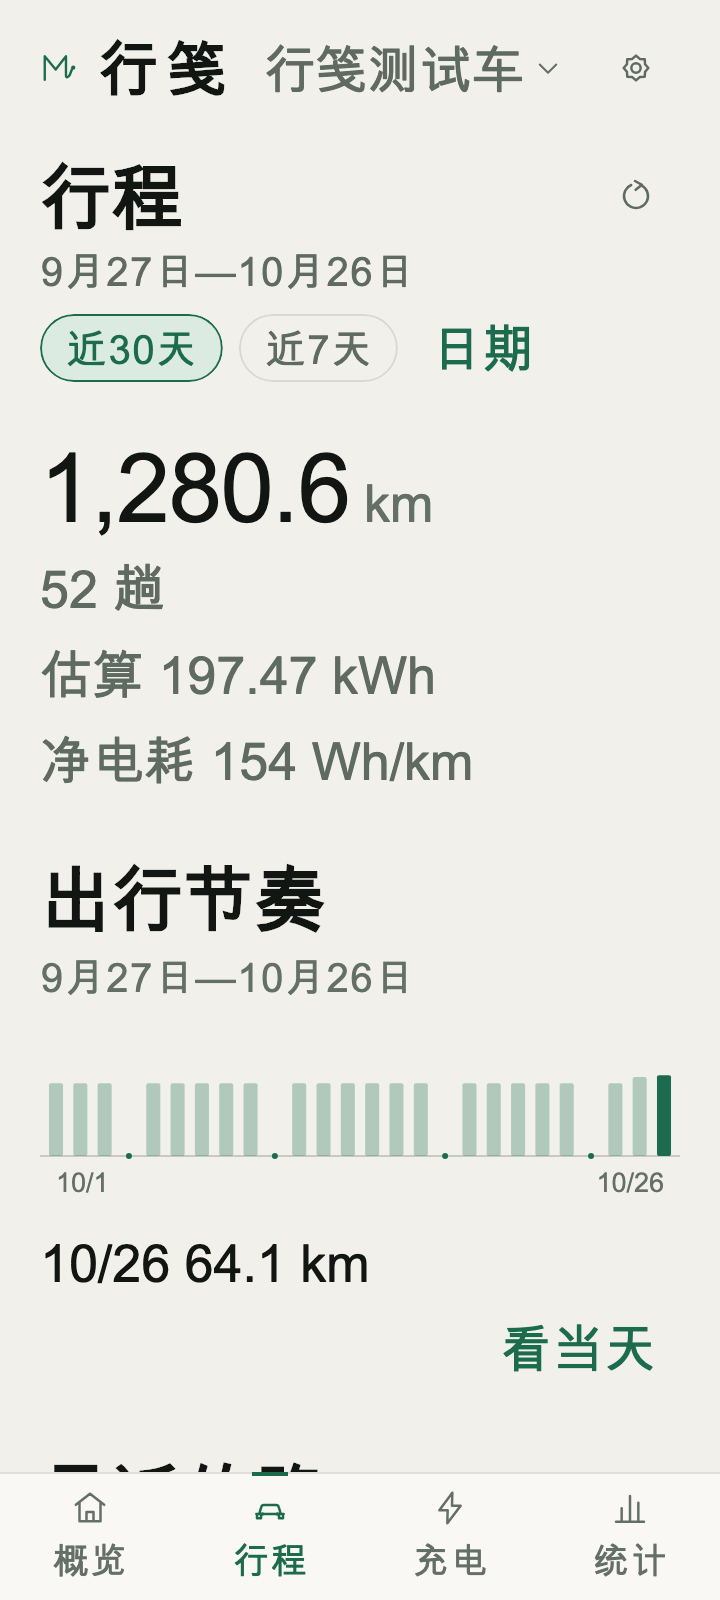 行笺 行笺测试车
行程
9月27日—10月26日
近30天 近7天 日期
1,280.6 km
52 趟
估算 197.47 kWh
净电耗 154 Wh/km
出行节奏
9月27日—10月26日
10/1 10/26
10/26 64.1 km
看当天
概览 行程 充电 统计